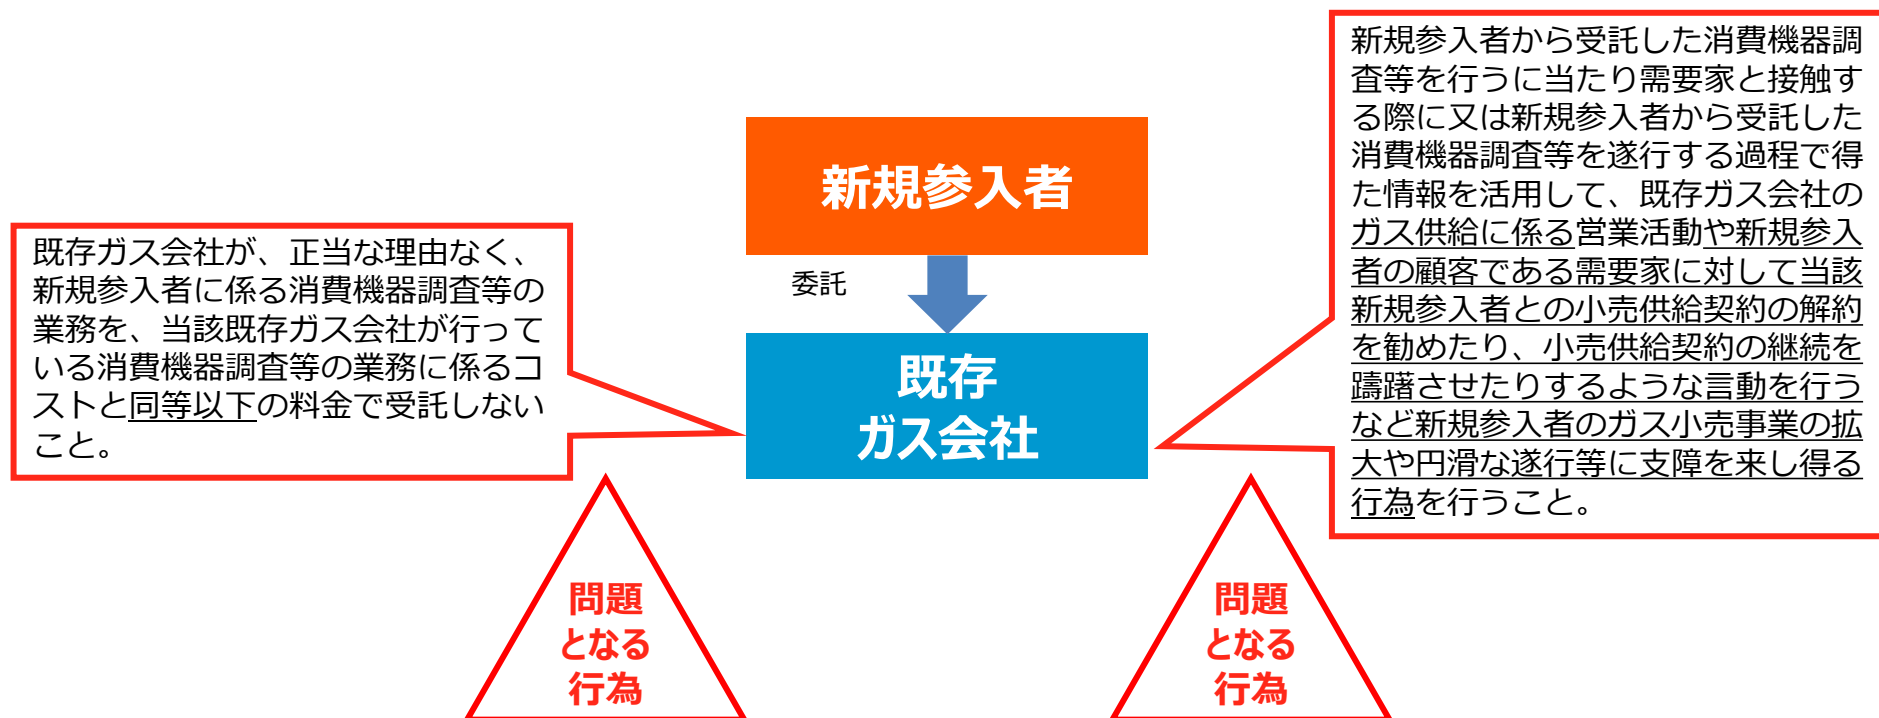 新規参入者
委託
既存
ガス会社
既存ガス会社が、正当な理由なく、
新規参入者に係る消費機器調査等の
業務を、当該既存ガス会社が行って
いる消費機器調査等の業務に係るコ
ストと同等以下の料金で受託しない
こと。
新規参入者から受託した消費機器調
査等を行うに当たり需要家と接触す
る際に又は新規参入者から受託した
消費機器調査等を遂行する過程で得
た情報を活用して、既存ガス会社の
ガス供給に係る営業活動や新規参入
者の顧客である需要家に対して当該
新規参入者との小売供給契約の解約
を勧めたり、小売供給契約の継続を
躊躇させたりするような言動を行う
など新規参入者のガス小売事業の拡
大や円滑な遂行等に支障を来し得る
行為を行うこと。
問題
となる
行為
問題
となる
行為